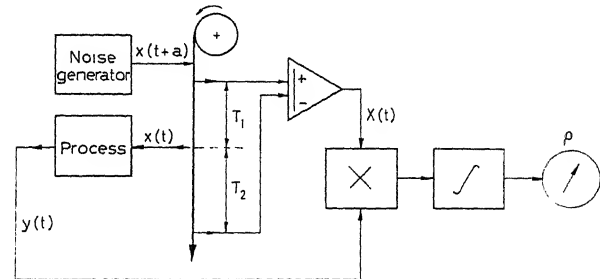 Noise
generator
x(t+a)
+
+
−
T₁
X(t)
Process
x(t)
T₂
y(t)
×
∫
ρ